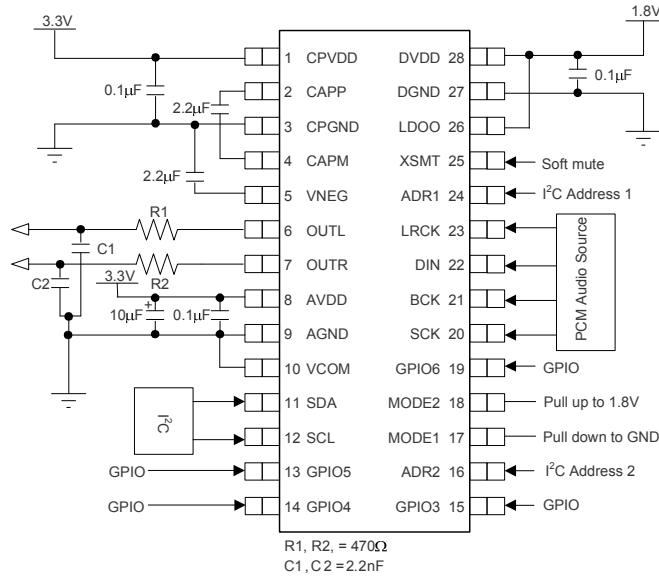 3.3V
1.8V
1 CPVDD DVDD 28
0.1µF
0.1µF
2 CAPP DGND 27
2.2µF
3 CPGND LDOO 26
4 CAPM XSMT 25 Soft mute
2.2µF
5 VNEG ADR1 24 I²C Address 1
R1
6 OUTL LRCK 23
C1
7 OUTR DIN 22
PCM Audio Source
C2
3.3V
R2
8 AVDD BCK 21
10µF
+
0.1µF
9 AGND SCK 20
10 VCOM GPIO6 19 GPIO
I²C
11 SDA MODE2 18 Pull up to 1.8V
12 SCL MODE1 17 Pull down to GND
GPIO 13 GPIO5 ADR2 16 I²C Address 2
GPIO 14 GPIO4 GPIO3 15 GPIO
R1, R2, = 470Ω
C1, C2 = 2.2nF